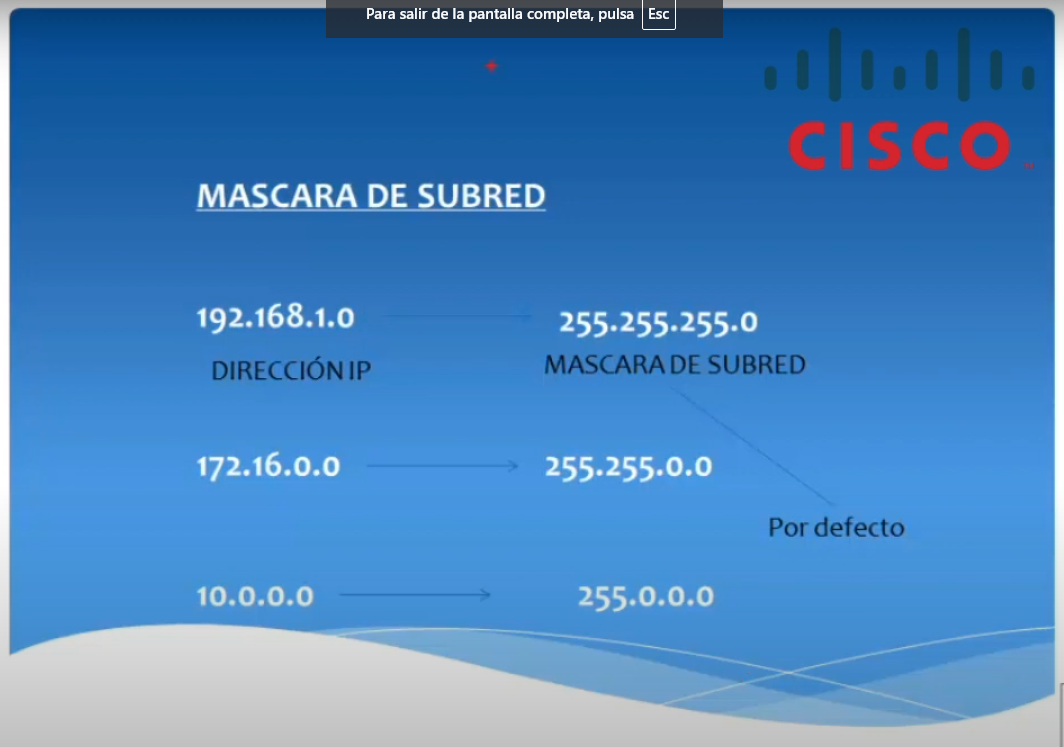 Para salir de la pantalla completa, pulsa Esc
CISCO
MASCARA DE SUBRED
192.168.1.0
255.255.255.0
DIRECCIÓN IP
MASCARA DE SUBRED
172.16.0.0
255.255.0.0
Por defecto
10.0.0.0
255.0.0.0